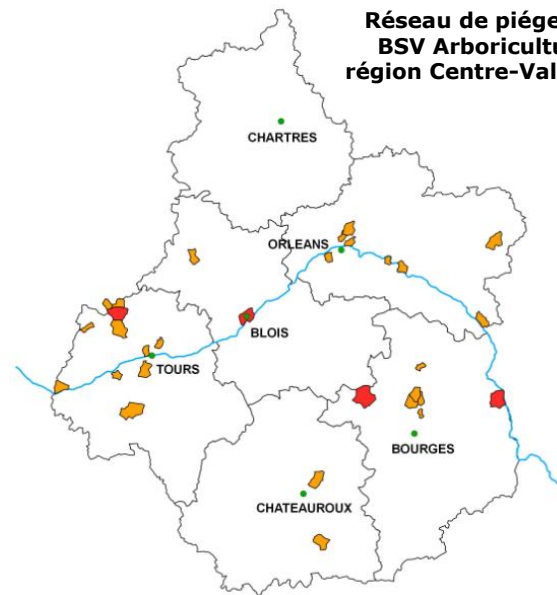 Réseau de piége
BSV Arboricultu
région Centre-Val
CHARTRES
ORLEANS
BLOIS
TOURS
BOURGES
CHATEAUROUX